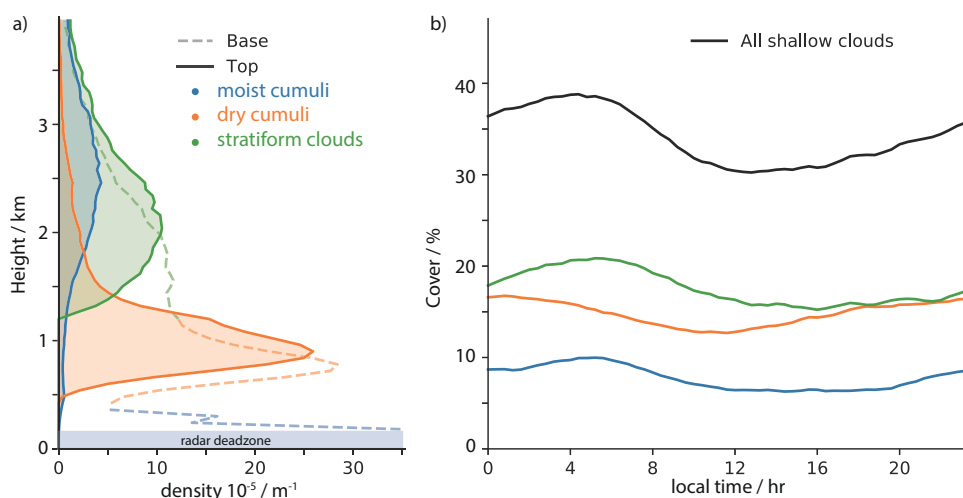 a)
Base
Top
moist cumuli
dry cumuli
stratiform clouds
Height / km
3
2
1
0
radar deadzone
0
10
20
30
density 10⁻⁵ / m⁻¹
b)
All shallow clouds
Cover / %
40
30
20
10
0
0
4
8
12
16
20
local time / hr